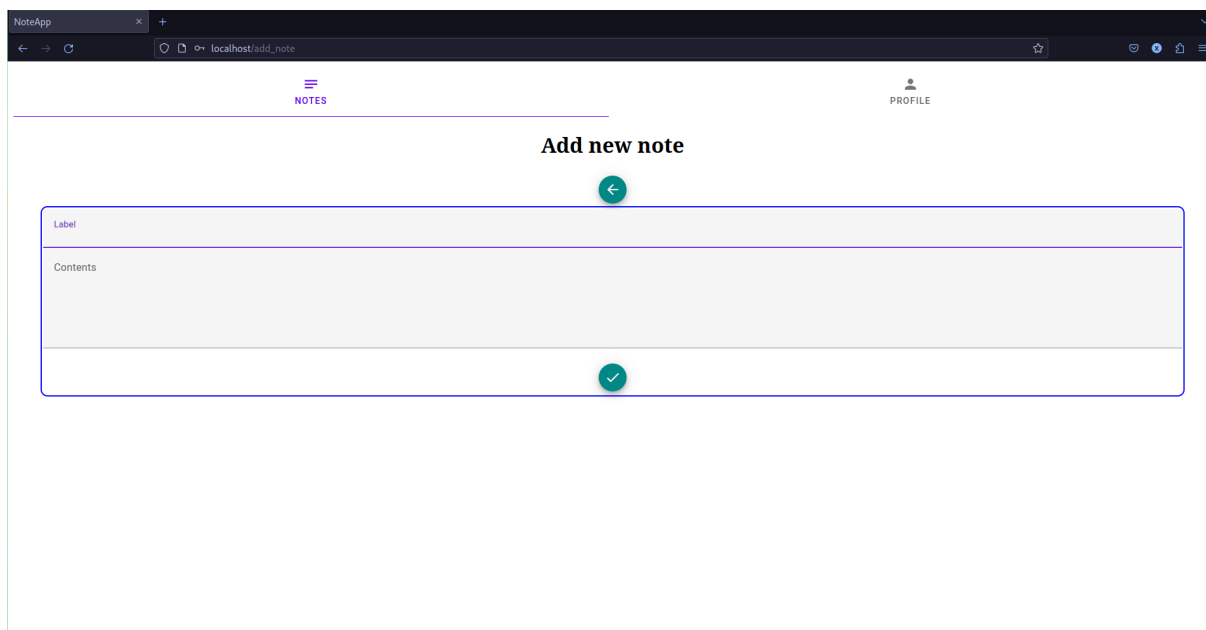 NoteApp
localhost/add_note
NOTES
PROFILE
Add new note
Label
Contents